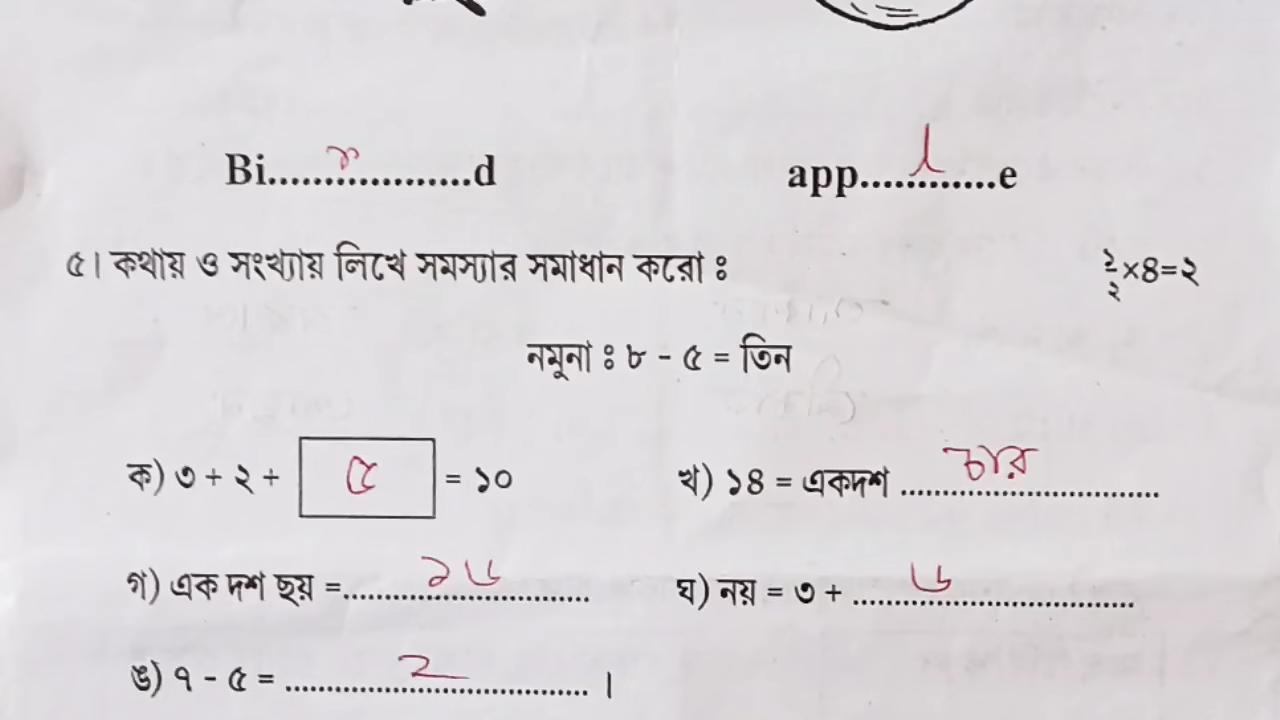 Bi.........r.........d app......l......e
৫। কথায় ও সংখ্যায় লিখে সমস্যার সমাধান করো ঃ ১/২×৪=২
নমুনা ঃ ৮ - ৫ = তিন
ক) ৩ + ২ + ৫ = ১০ খ) ১৪ = একদশ চার
গ) এক দশ ছয় = ১৬ ঘ) নয় = ৩ + ৬
ঙ) ৭ - ৫ = ২ ।